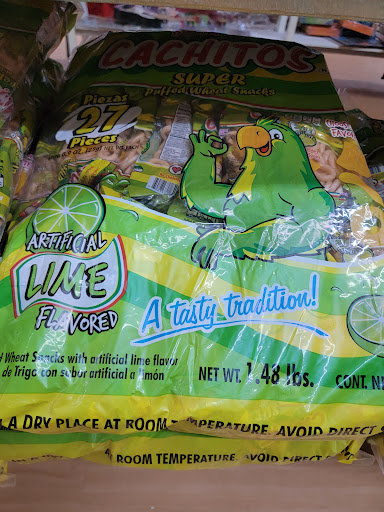 CACHITOS
SUPER
Puffed Wheat Snacks
Piezas
27
Pieces
ARTIFICIAL
LIME
FLAVORED
A tasty tradition!
Wheat Snacks with artificial lime flavor
de Trigo con sabor artificial a limón
NET WT. 1.48 lbs.
CONT.
A DRY PLACE AT ROOM TEMPERATURE. AVOID DIRECT
ROOM TEMPERATURE. AVOID DIRECT